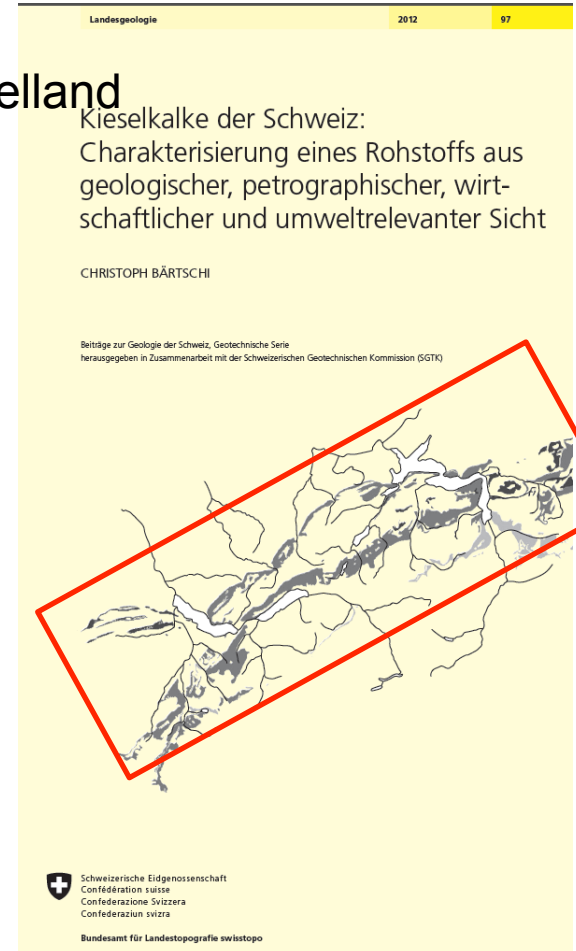 Landesgeologie 2012 97
elland
Kieselkalke der Schweiz:
Charakterisierung eines Rohstoffs aus
geologischer, petrographischer, wirt-
schaftlicher und umweltrelevanter Sicht
CHRISTOPH BÄRTSCHI
Beiträge zur Geologie der Schweiz, Geotechnische Serie
herausgegeben in Zusammenarbeit mit der Schweizerischen Geotechnischen Kommission (SGTK)
Schweizerische Eidgenossenschaft
Confédération suisse
Confederazione Svizzera
Confederaziun svizra
Bundesamt für Landestopografie swisstopo